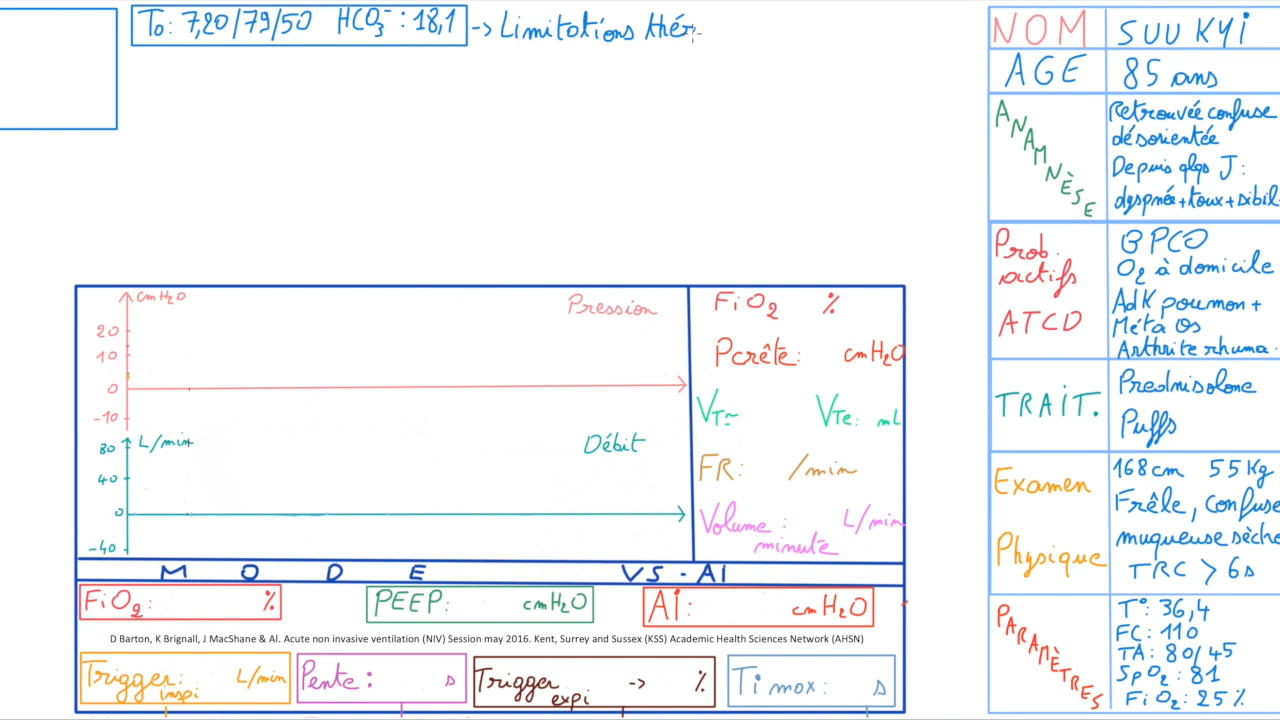 To: 7,20/79/50 HCO₃⁻: 18,1 -> Limitations thér
cmH₂O
Pression
20
10
0
-10
L/min
Débit
80
40
0
-40
FiO₂ %
Pcrête: cmH₂O
VT≃ VTe: mL
FR: /min
Volume minute: L/min
MODE VS-AI
FiO₂: %
PEEP: cmH₂O
AI: cmH₂O
D Barton, K Brignall, J MacShane & Al. Acute non invasive ventilation (NIV) Session may 2016. Kent, Surrey and Sussex (KSS) Academic Health Sciences Network (AHSN)
Trigger inspi: L/min
Pente: s
Trigger expi -> %
Ti max: s
NOM
SUU KYI
AGE
85 ans
ANAMNÈSE
Retrouvée confuse
désorientée
Depuis qlqs J:
dyspnée+toux+sibil
Prob.
actifs
ATCD
BPCO
O₂ à domicile
AdK poumon +
Méta Os
Arthrite rhuma.
TRAIT.
Prednisolone
Puffs
Examen
Physique
168cm 55Kg
Frêle, confuse
muqueuse sèche
TRC > 6s
PARAMÈTRES
T°: 36,4
FC: 110
TA: 80/45
SpO₂: 81
FiO₂: 25%